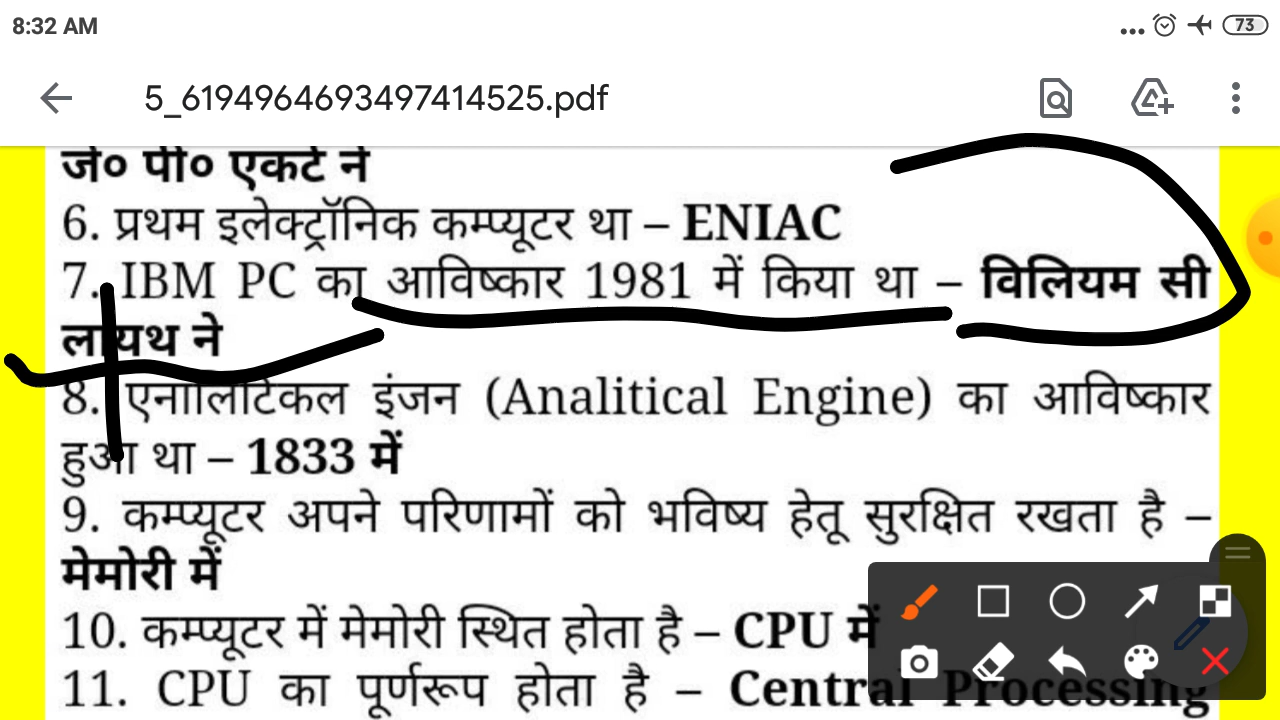 8:32 AM
73
5_6194964693497414525.pdf
जे० पी० एकर्ट ने
6. प्रथम इलेक्ट्रॉनिक कम्प्यूटर था – ENIAC
7. IBM PC का आविष्कार 1981 में किया था – विलियम सी
लायथ ने
8. एनालिटिकल इंजन (Analitical Engine) का आविष्कार
हुआ था – 1833 में
9. कम्प्यूटर अपने परिणामों को भविष्य हेतू सुरक्षित रखता है –
मेमोरी में
10. कम्प्यूटर में मेमोरी स्थित होता है – CPU में
11. CPU का पूर्णरूप होता है – Central Processing